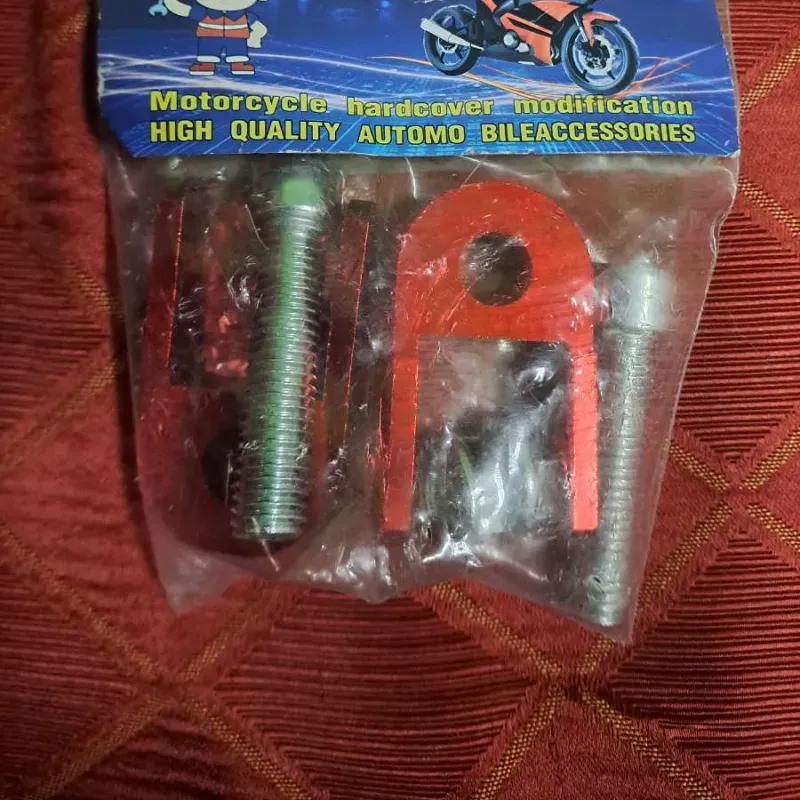 Motorcycle hardcover modification
HIGH QUALITY AUTOMO BILEACCESSORIES